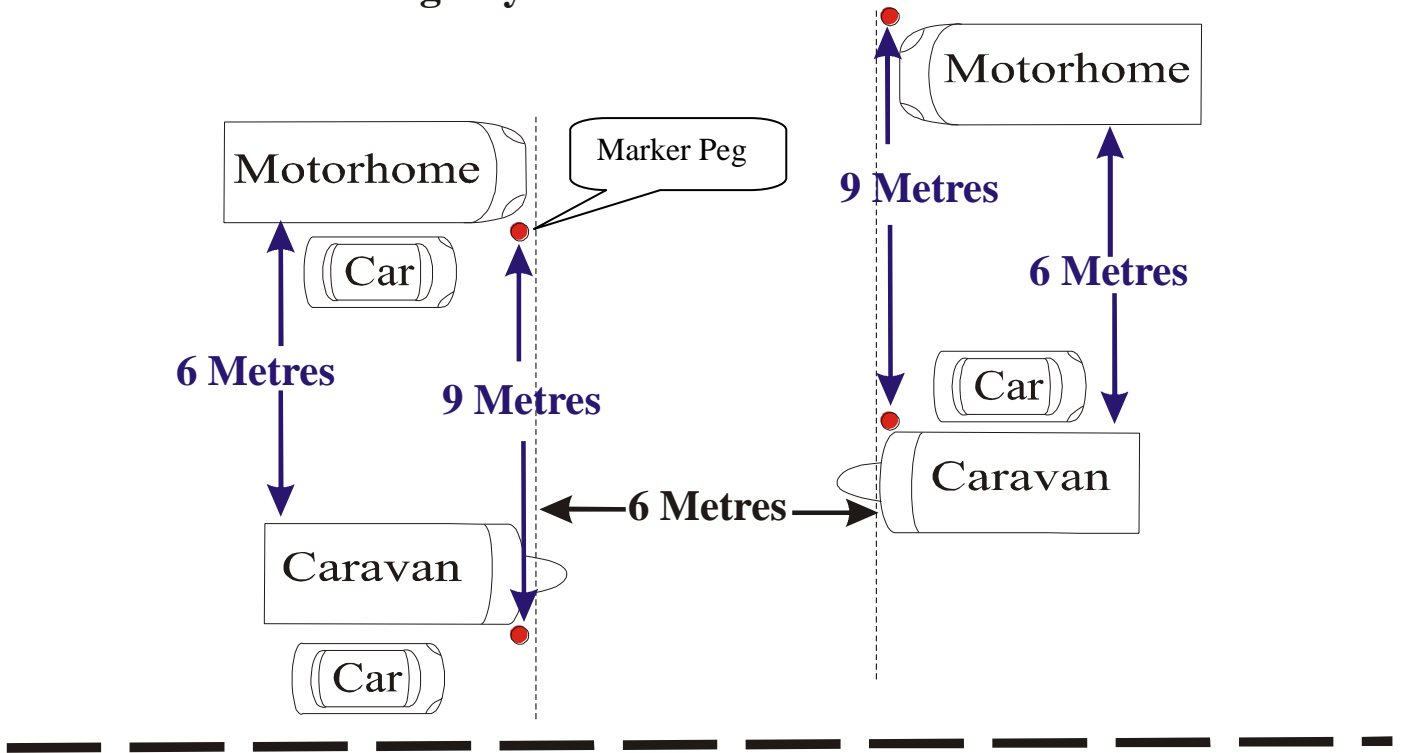 Motorhome
Motorhome
Marker Peg
9 Metres
Car
6 Metres
6 Metres
Car
9 Metres
Caravan
6 Metres
Caravan
Car